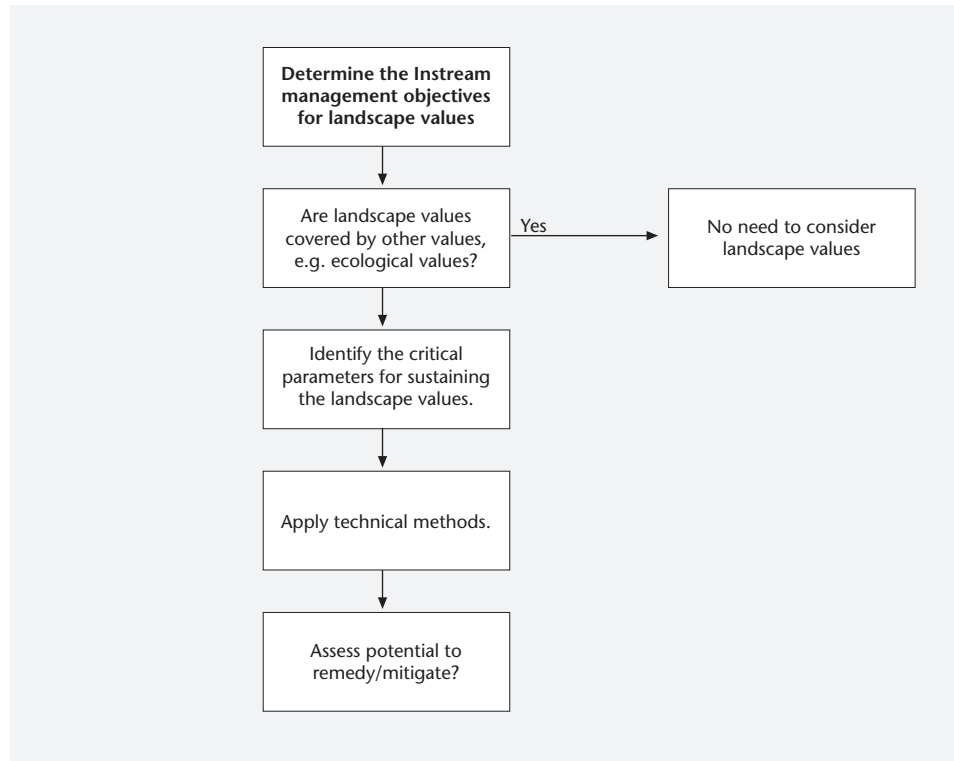 Determine the Instream
management objectives
for landscape values
Are landscape values
covered by other values,
e.g. ecological values?
Yes
No need to consider
landscape values
Identify the critical
parameters for sustaining
the landscape values.
Apply technical methods.
Assess potential to
remedy/mitigate?